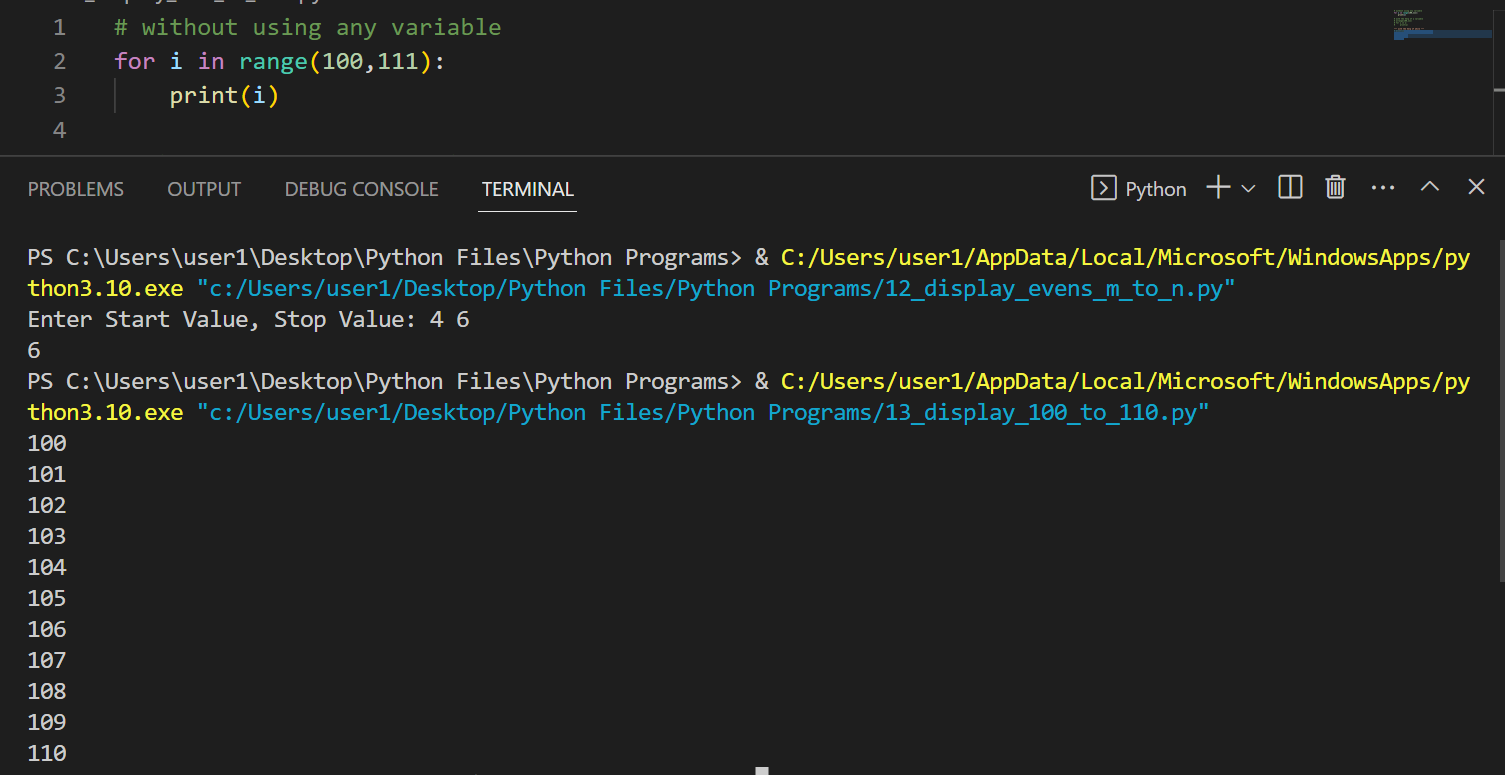 1 # without using any variable
2 for i in range(100,111):
3     print(i)
4
PROBLEMS OUTPUT DEBUG CONSOLE TERMINAL Python
PS C:\Users\user1\Desktop\Python Files\Python Programs> & C:/Users/user1/AppData/Local/Microsoft/WindowsApps/py
thon3.10.exe "c:/Users/user1/Desktop/Python Files/Python Programs/12_display_evens_m_to_n.py"
Enter Start Value, Stop Value: 4 6
6
PS C:\Users\user1\Desktop\Python Files\Python Programs> & C:/Users/user1/AppData/Local/Microsoft/WindowsApps/py
thon3.10.exe "c:/Users/user1/Desktop/Python Files/Python Programs/13_display_100_to_110.py"
100
101
102
103
104
105
106
107
108
109
110